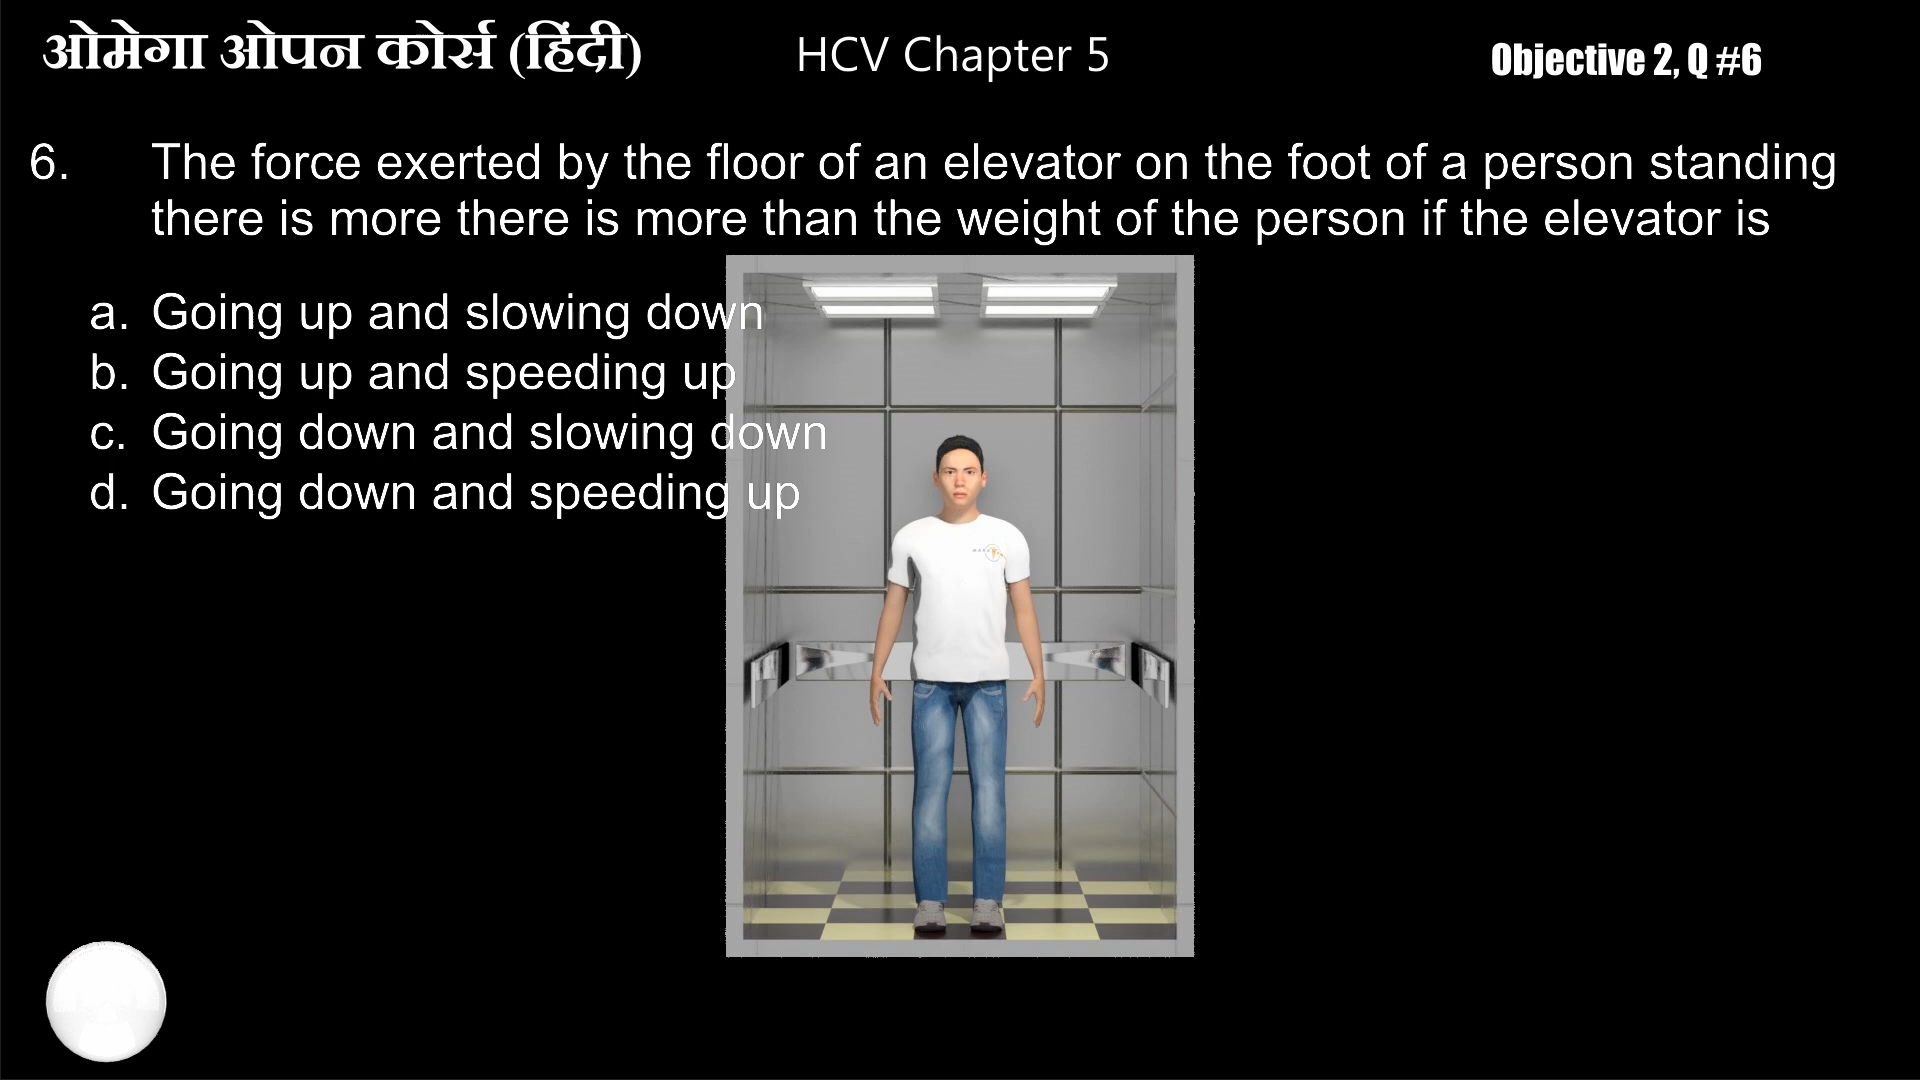 ओमेगा ओपन कोर्स (हिंदी)
HCV Chapter 5
Objective 2, Q #6
6. The force exerted by the floor of an elevator on the foot of a person standing
there is more there is more than the weight of the person if the elevator is
a. Going up and slowing down
b. Going up and speeding up
c. Going down and slowing down
d. Going down and speeding up